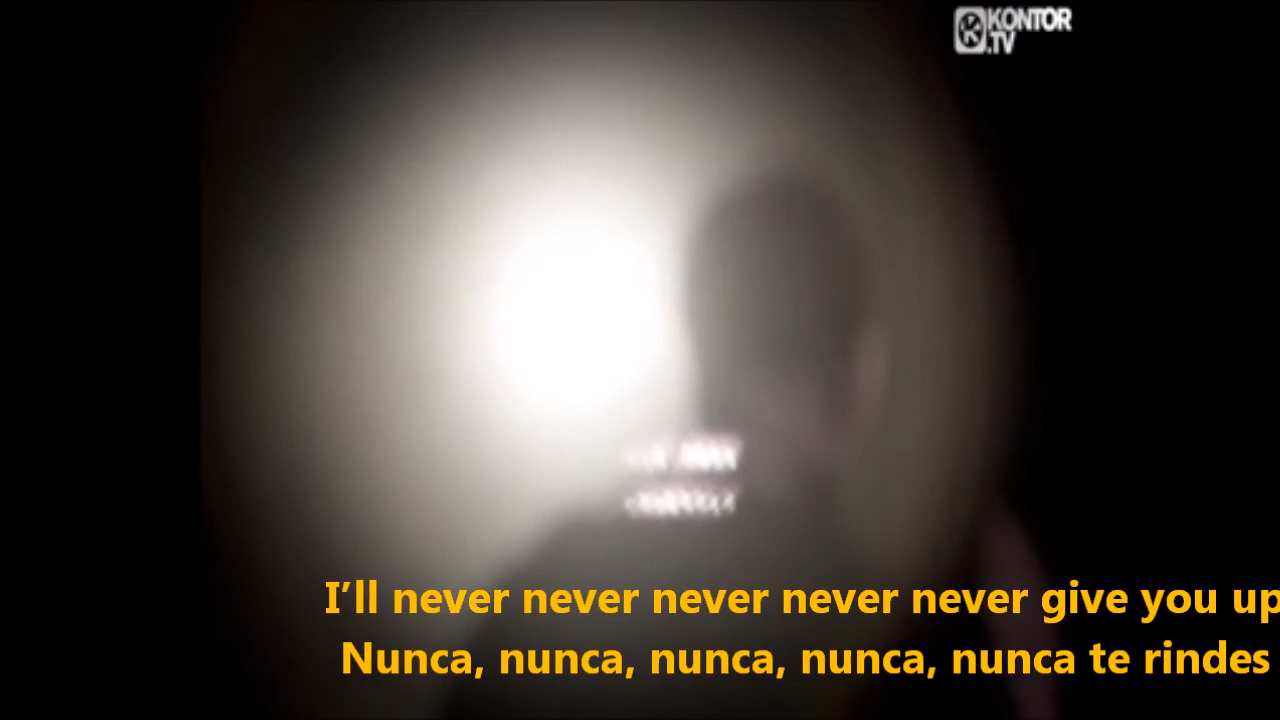 KONTOR
.TV
I’ll never never never never never give you up
Nunca, nunca, nunca, nunca, nunca te rindes